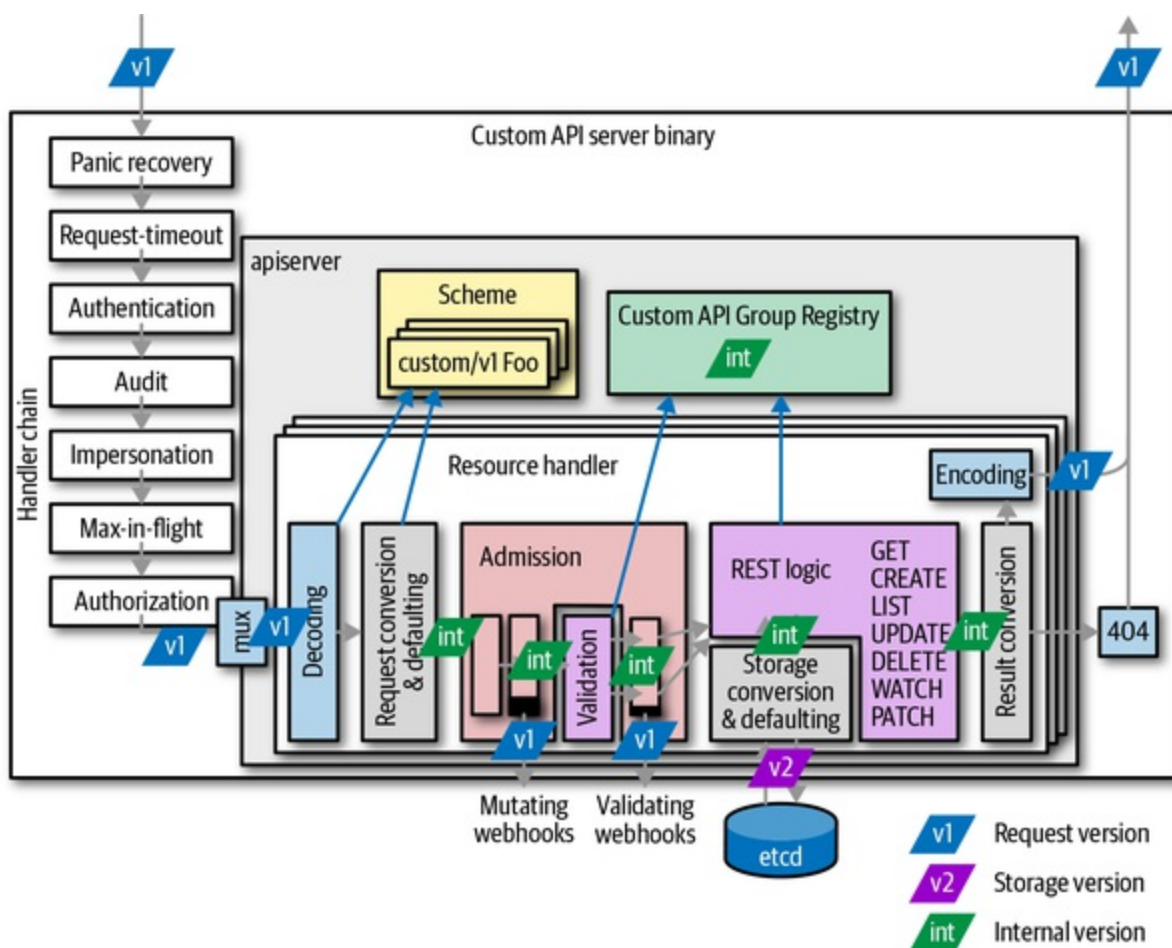 v1
v1
Custom API server binary
Handler chain
Panic recovery
Request-timeout
Authentication
Audit
Impersonation
Max-in-flight
Authorization
v1
mux
v1
apiserver
Scheme
custom/v1 Foo
Custom API Group Registry
int
Resource handler
Encoding
v1
Decoding
Request conversion
& defaulting
int
Admission
int
Validation
int
v1
v1
REST logic
int
Storage
conversion
& defaulting
GET
CREATE
LIST
UPDATE
DELETE
WATCH
PATCH
int
Result conversion
404
v2
Mutating
webhooks
Validating
webhooks
etcd
v1
Request version
v2
Storage version
int
Internal version